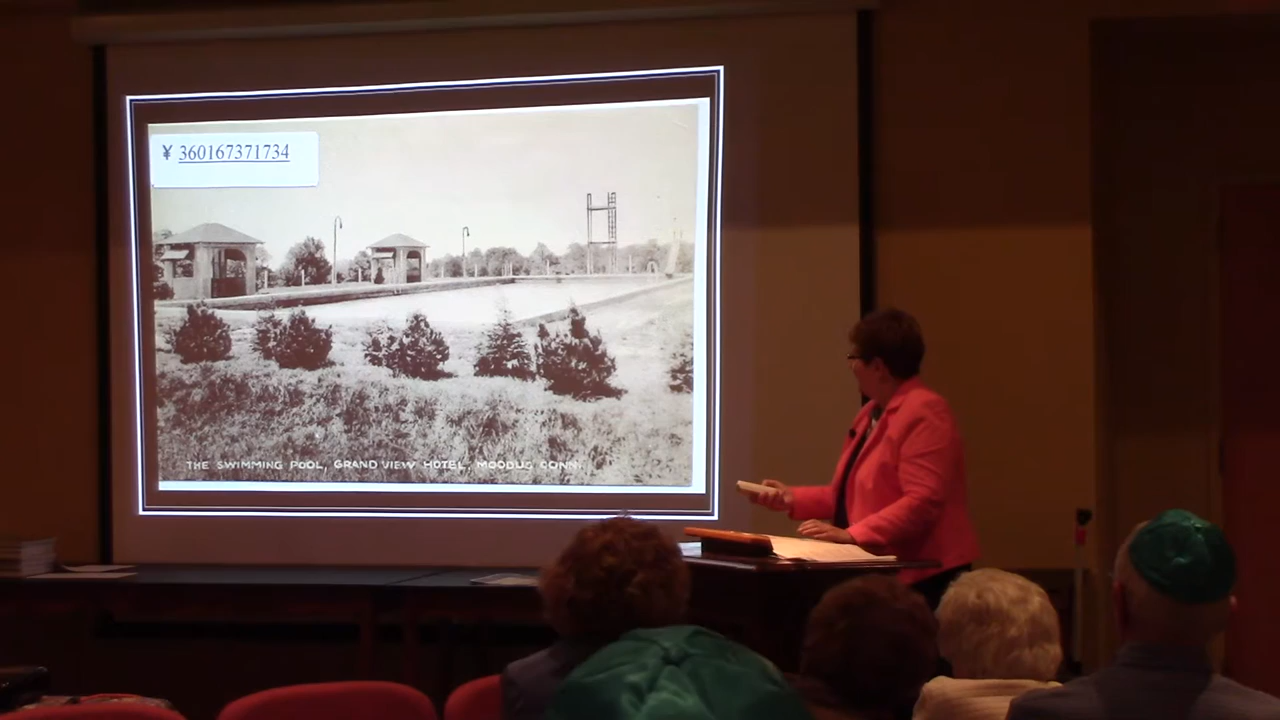 ¥ 360167371734
THE SWIMMING POOL, GRAND VIEW HOTEL, MOODUS CONN.